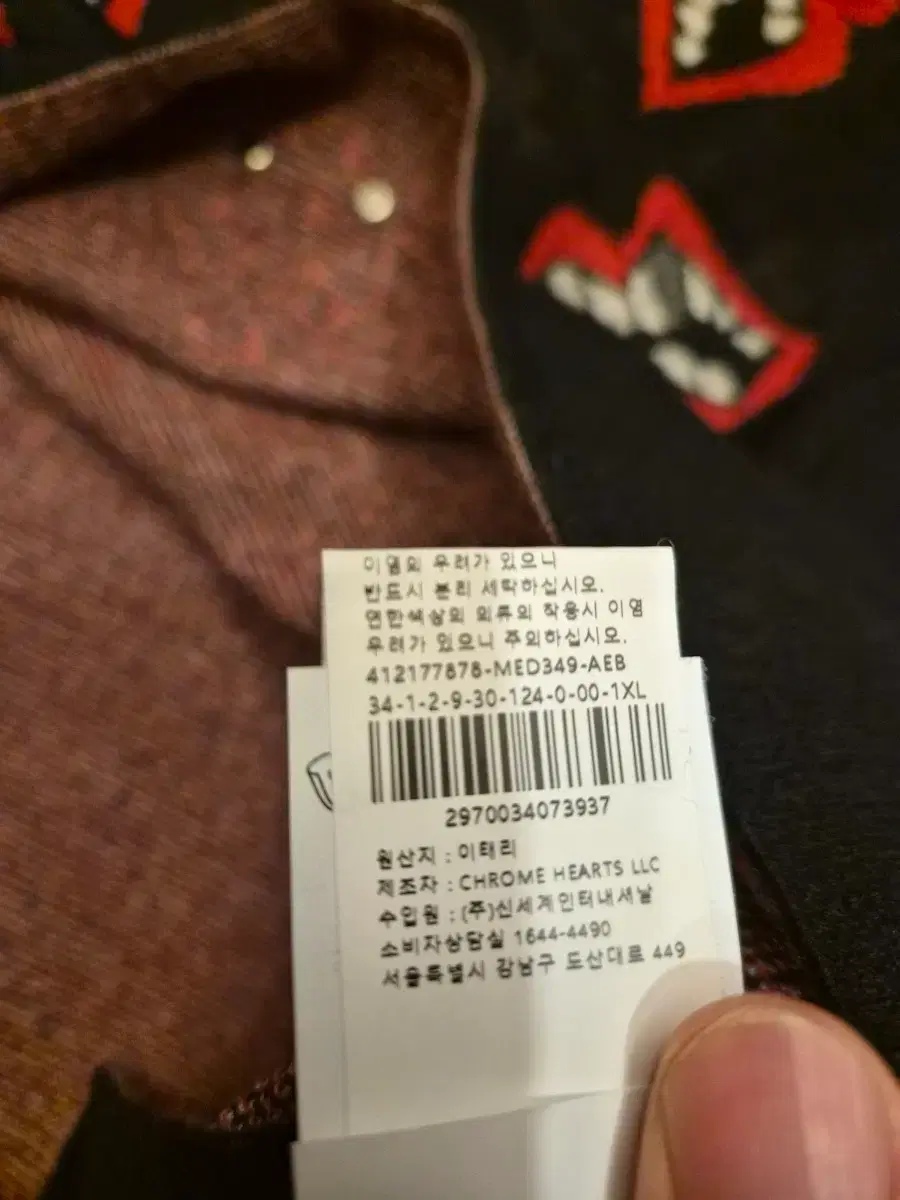 이염의 우려가 있으니
반드시 분리 세탁하십시오.
연한색상의 의류의 착용시 이염
우려가 있으니 주의하십시오.
412177878-MED349-AEB
34-1-2-9-30-124-0-00-1XL
2970034073937
원산지 : 이태리
제조자 : CHROME HEARTS LLC
수입원 : (주)신세계인터내셔날
소비자상담실 1644-4490
서울특별시 강남구 도산대로 449